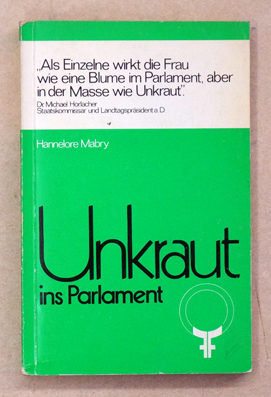 „Als Einzelne wirkt die Frau
wie eine Blume im Parlament, aber
in der Masse wie Unkraut".
Dr. Michael Horlacher
Staatskommissar und Landtagspräsident a. D.
Hannelore Mabry
Unkraut
ins Parlament